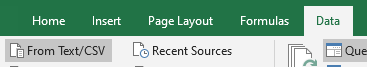 Home Insert Page Layout Formulas Data
From Text/CSV Recent Sources